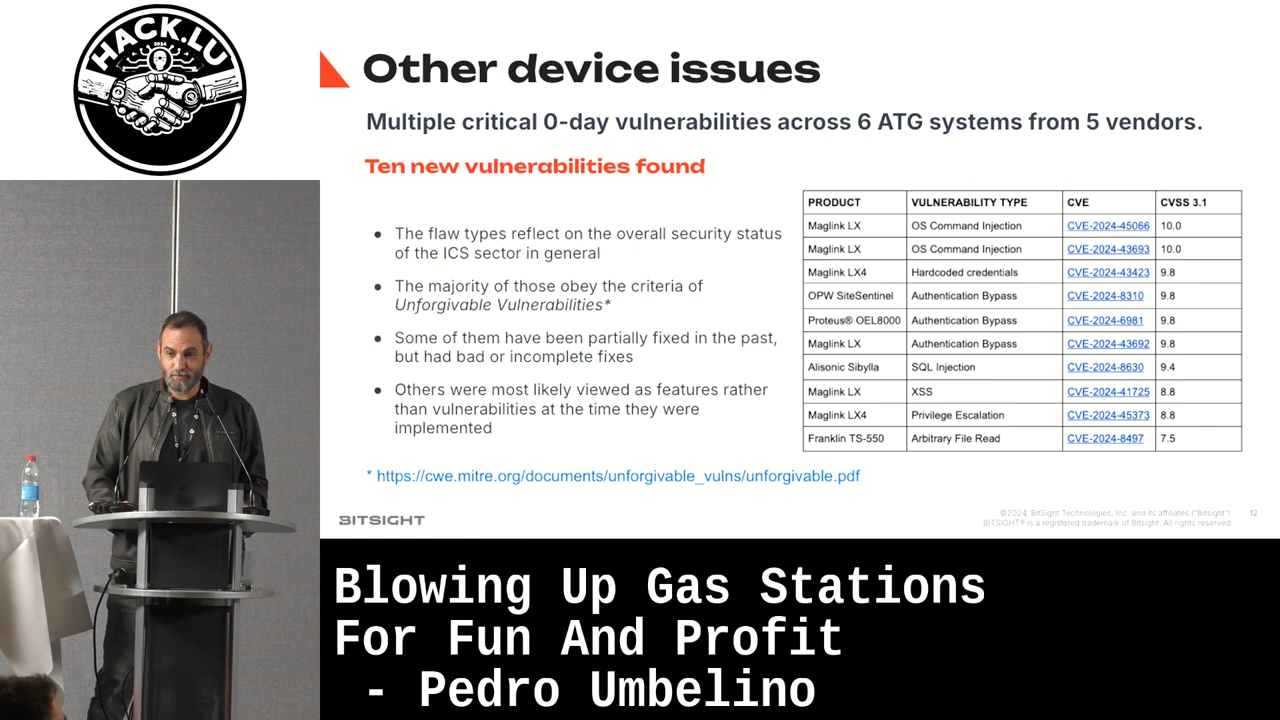 HACK.LU
2024
Other device issues
Multiple critical 0-day vulnerabilities across 6 ATG systems from 5 vendors.
Ten new vulnerabilities found
● The flaw types reflect on the overall security status
of the ICS sector in general
● The majority of those obey the criteria of
Unforgivable Vulnerabilities*
● Some of them have been partially fixed in the past,
but had bad or incomplete fixes
● Others were most likely viewed as features rather
than vulnerabilities at the time they were
implemented
PRODUCT VULNERABILITY TYPE CVE CVSS 3.1
Maglink LX OS Command Injection CVE-2024-45066 10.0
Maglink LX OS Command Injection CVE-2024-43693 10.0
Maglink LX4 Hardcoded credentials CVE-2024-43423 9.8
OPW SiteSentinel Authentication Bypass CVE-2024-8310 9.8
Proteus® OEL8000 Authentication Bypass CVE-2024-6981 9.8
Maglink LX Authentication Bypass CVE-2024-43692 9.8
Alisonic Sibylla SQL Injection CVE-2024-8630 9.4
Maglink LX XSS CVE-2024-41725 8.8
Maglink LX4 Privilege Escalation CVE-2024-45373 8.8
Franklin TS-550 Arbitrary File Read CVE-2024-8497 7.5
* https://cwe.mitre.org/documents/unforgivable_vulns/unforgivable.pdf
BITSIGHT
©2024, BitSight Technologies, Inc. and its affiliates ("Bitsight").
BITSIGHT® is a registered trademark of Bitsight. All rights reserved.
12
Blowing Up Gas Stations
For Fun And Profit
- Pedro Umbelino